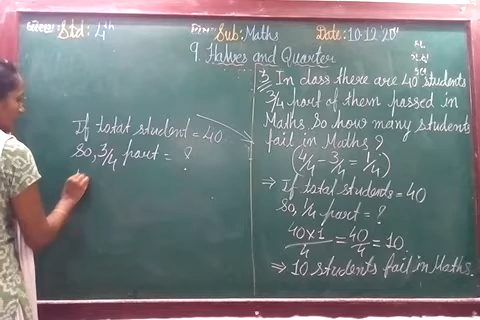 Std: 4th Sub: Maths Date: 10-12-'20
9. Halves and Quarter
If total student = 40
So, 3/4 part = ?
In class there are 40 students
3/4 part of them passed in
Maths. So how many students
fail in Maths?
(4/4 - 3/4 = 1/4)
⇒ If total students = 40
So, 1/4 part = ?
40×1/4 = 40/4 = 10
⇒ 10 students fail in Maths.